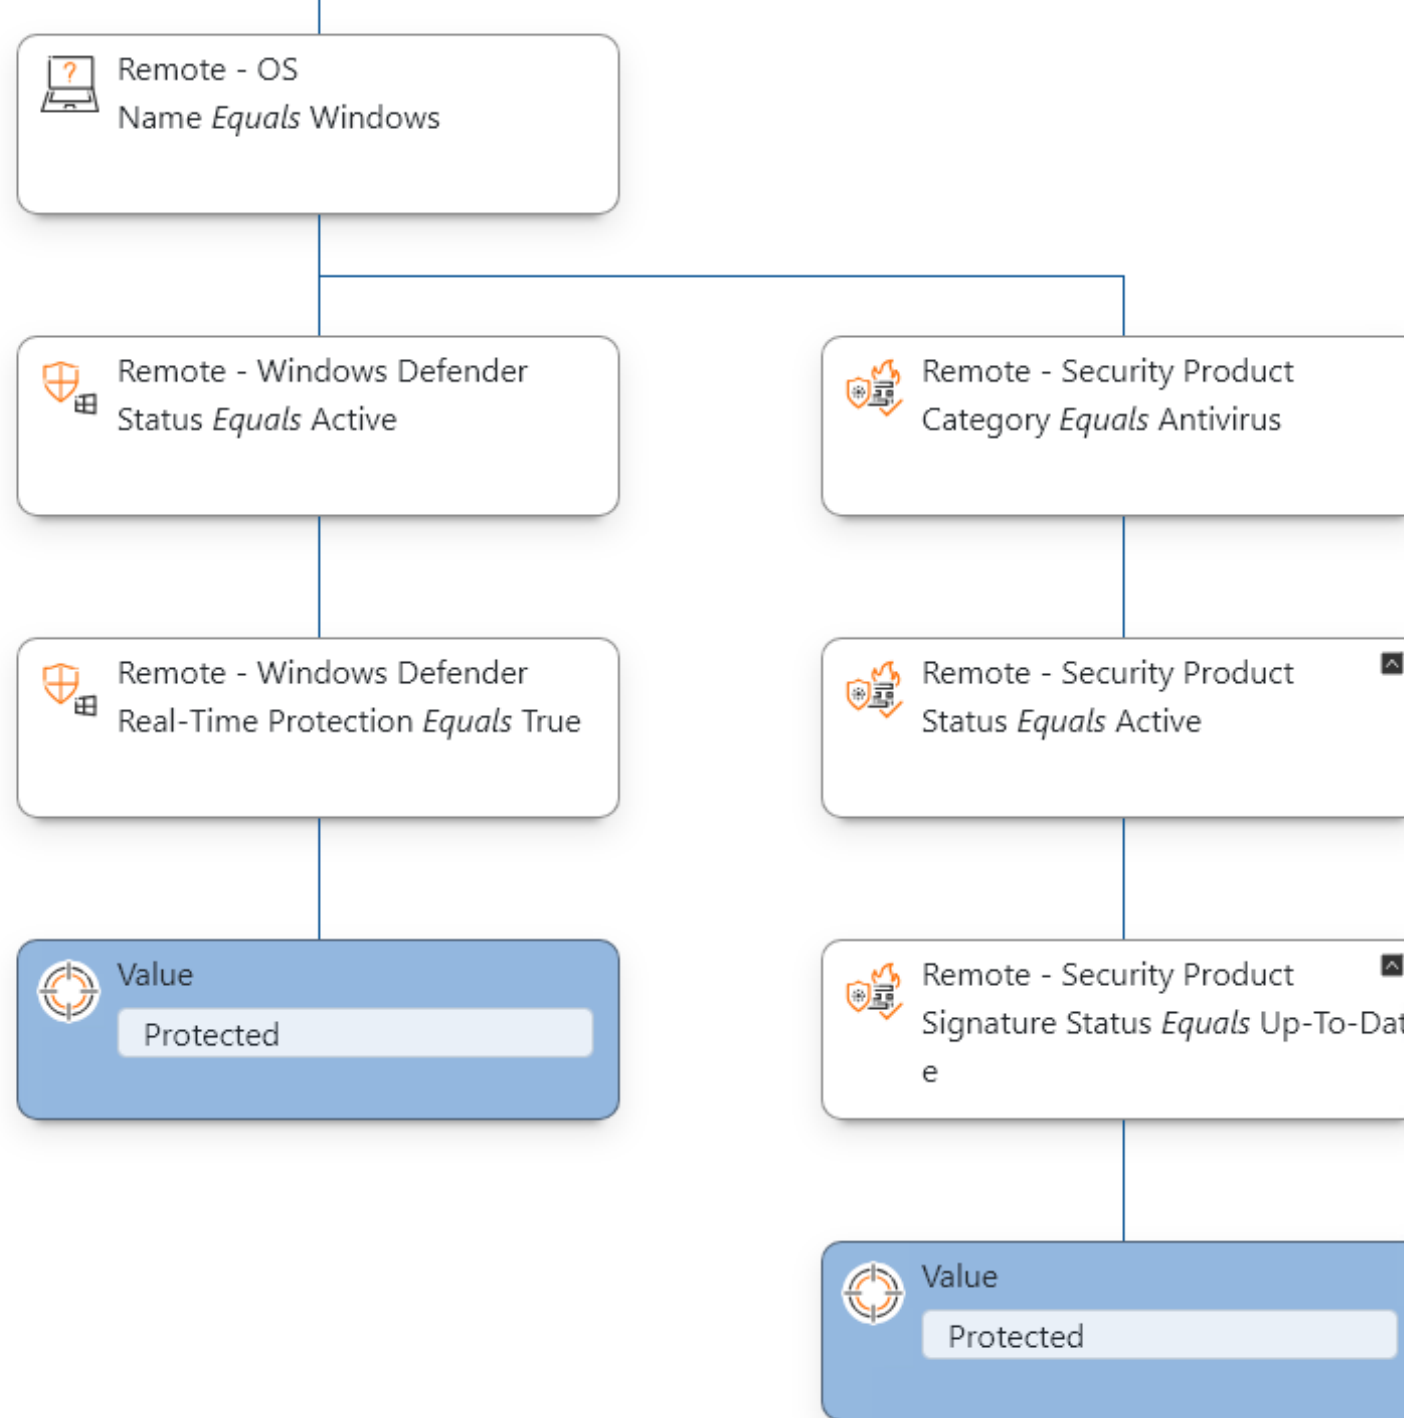 Remote - OS
Name Equals Windows
Remote - Windows Defender
Status Equals Active
Remote - Security Product
Category Equals Antivirus
Remote - Windows Defender
Real-Time Protection Equals True
Remote - Security Product
Status Equals Active
Value
Protected
Remote - Security Product
Signature Status Equals Up-To-Dat
e
Value
Protected